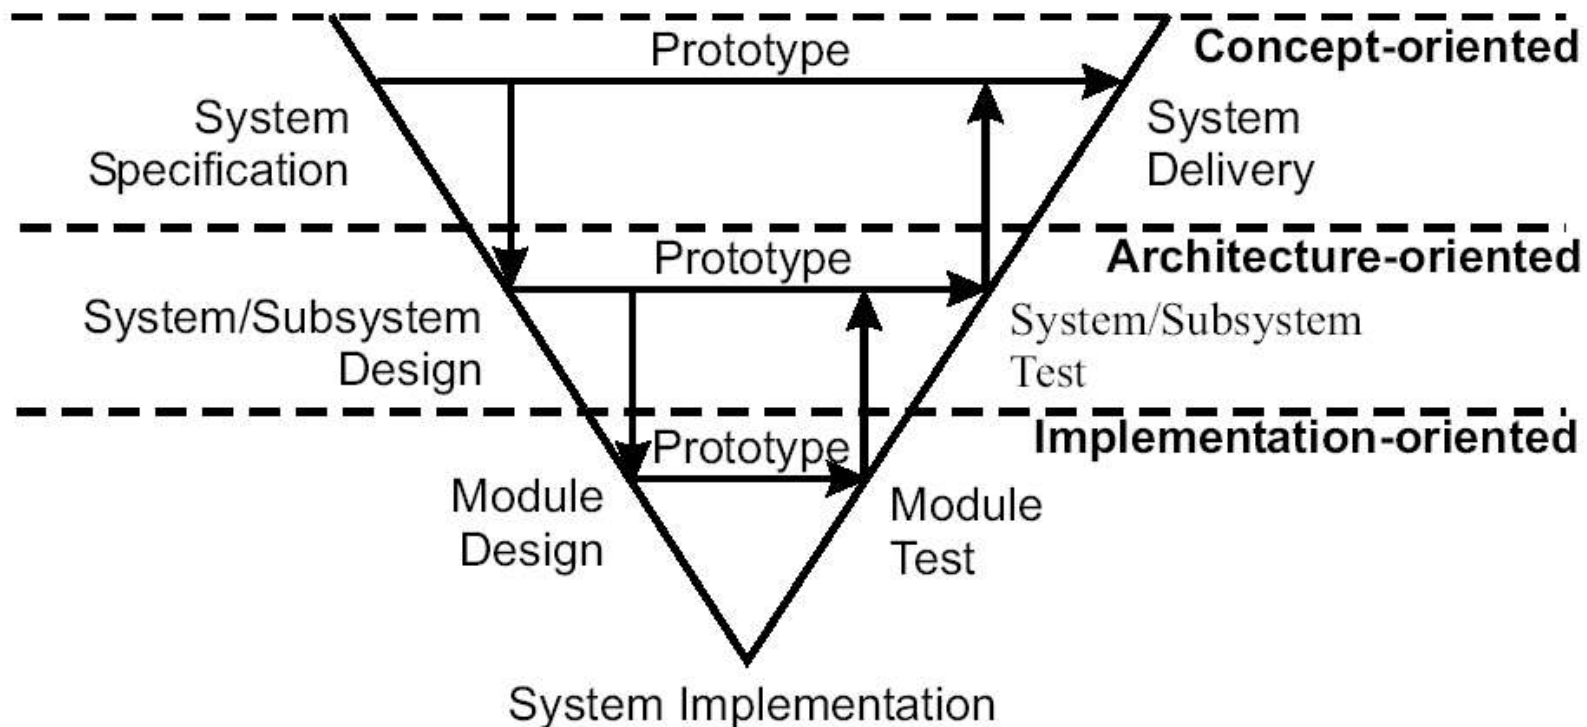 Prototype
Concept-oriented
System
Specification
System
Delivery
Prototype
Architecture-oriented
System/Subsystem
Design
System/Subsystem
Test
Prototype
Implementation-oriented
Module
Design
Module
Test
System Implementation